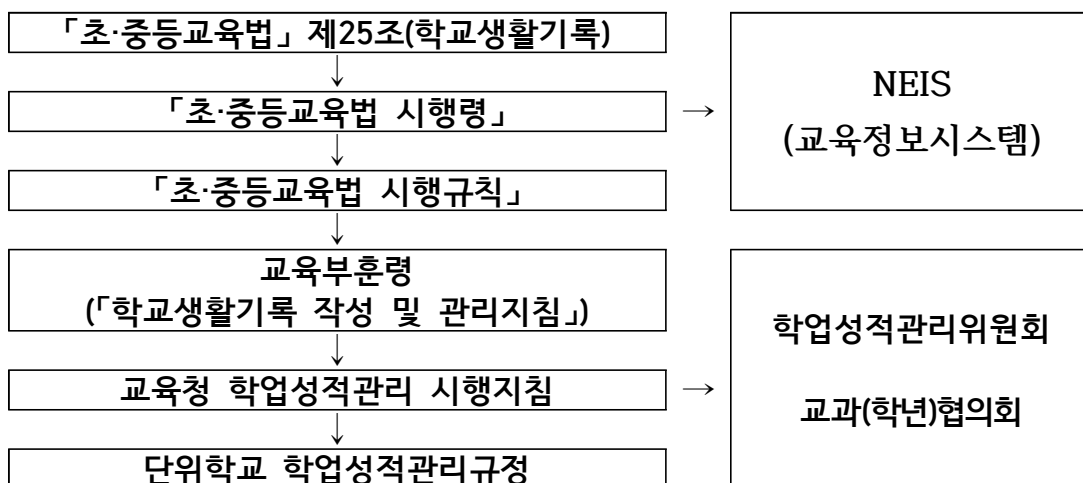 「초·중등교육법」 제25조(학교생활기록)
↓
「초·중등교육법 시행령」
→
NEIS
(교육정보시스템)
↓
「초·중등교육법 시행규칙」
↓
교육부훈령
(「학교생활기록 작성 및 관리지침」)
↓
교육청 학업성적관리 시행지침
→
학업성적관리위원회
교과(학년)협의회
↓
단위학교 학업성적관리규정